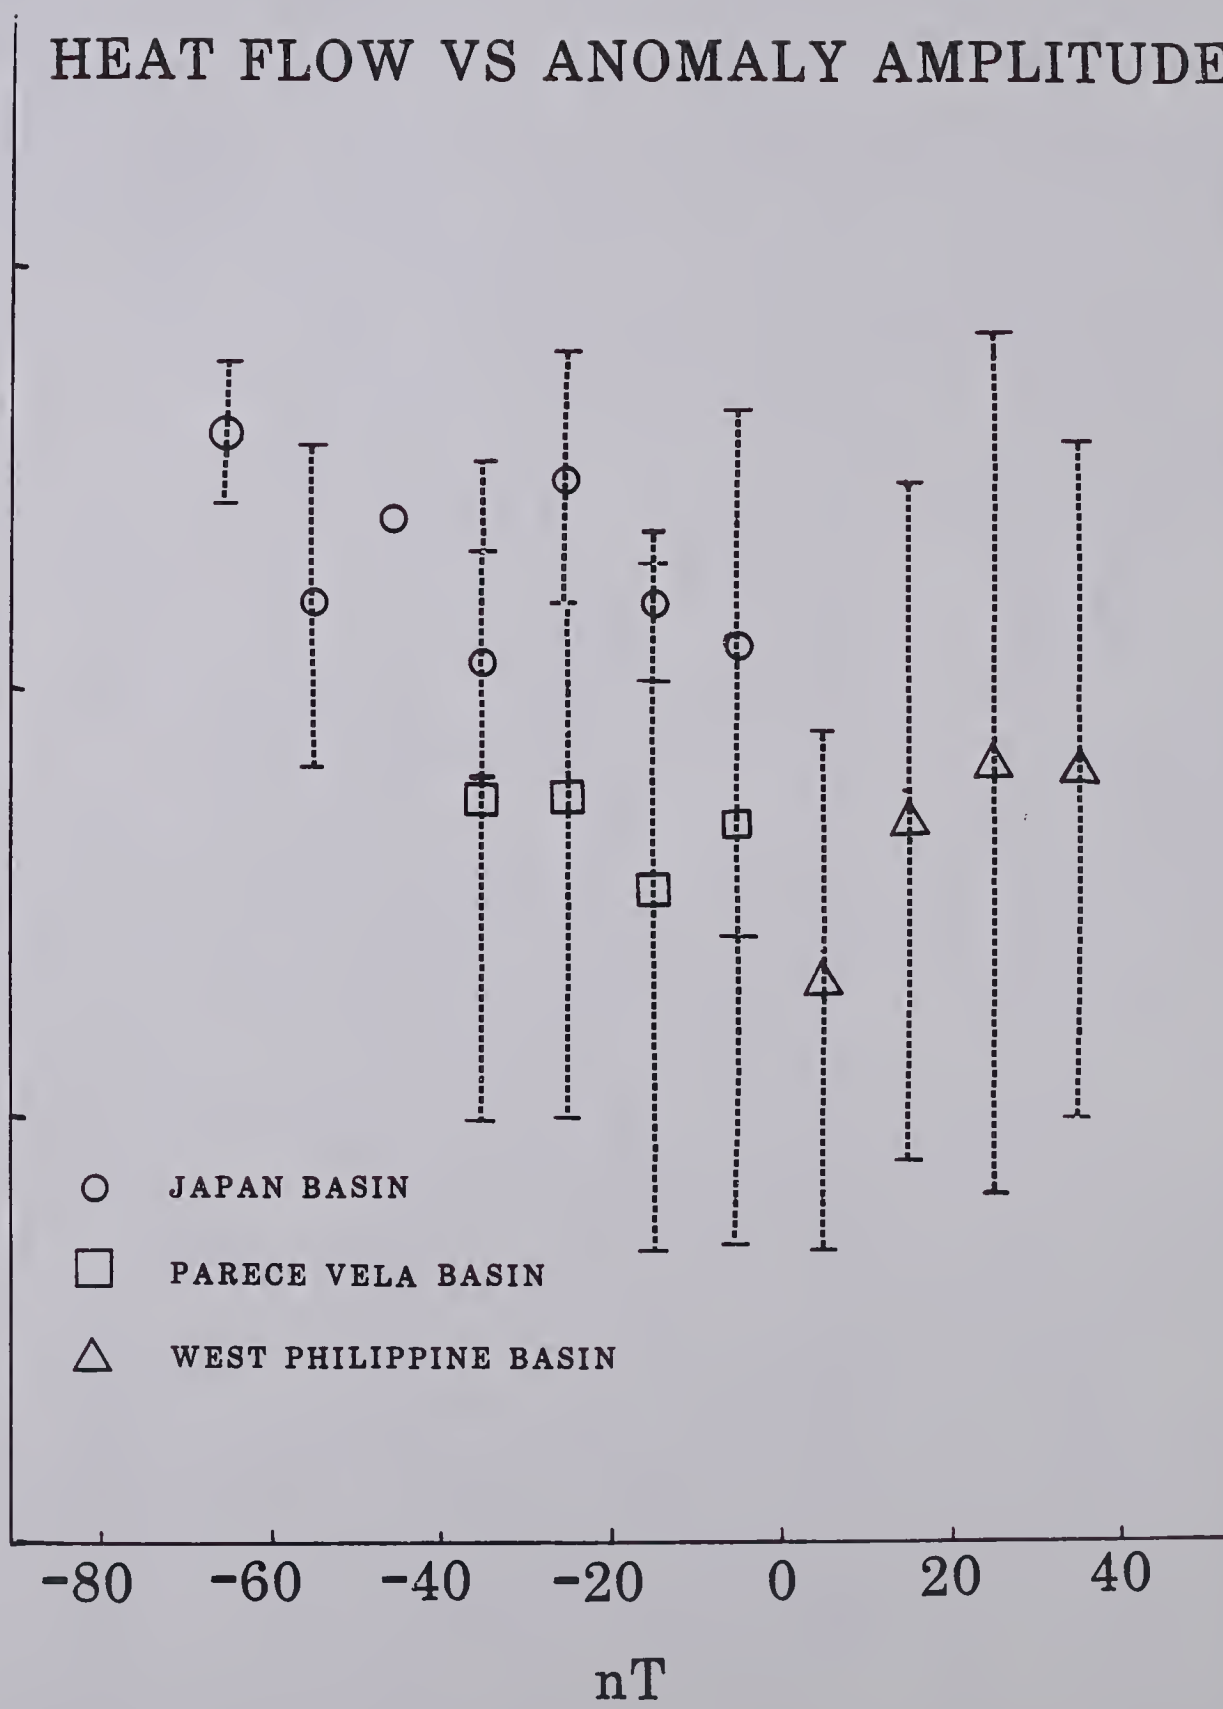 HEAT FLOW VS ANOMALY AMPLITUDE
JAPAN BASIN
PARECE VELA BASIN
WEST PHILIPPINE BASIN
-80 -60 -40 -20 0 20 40
nT